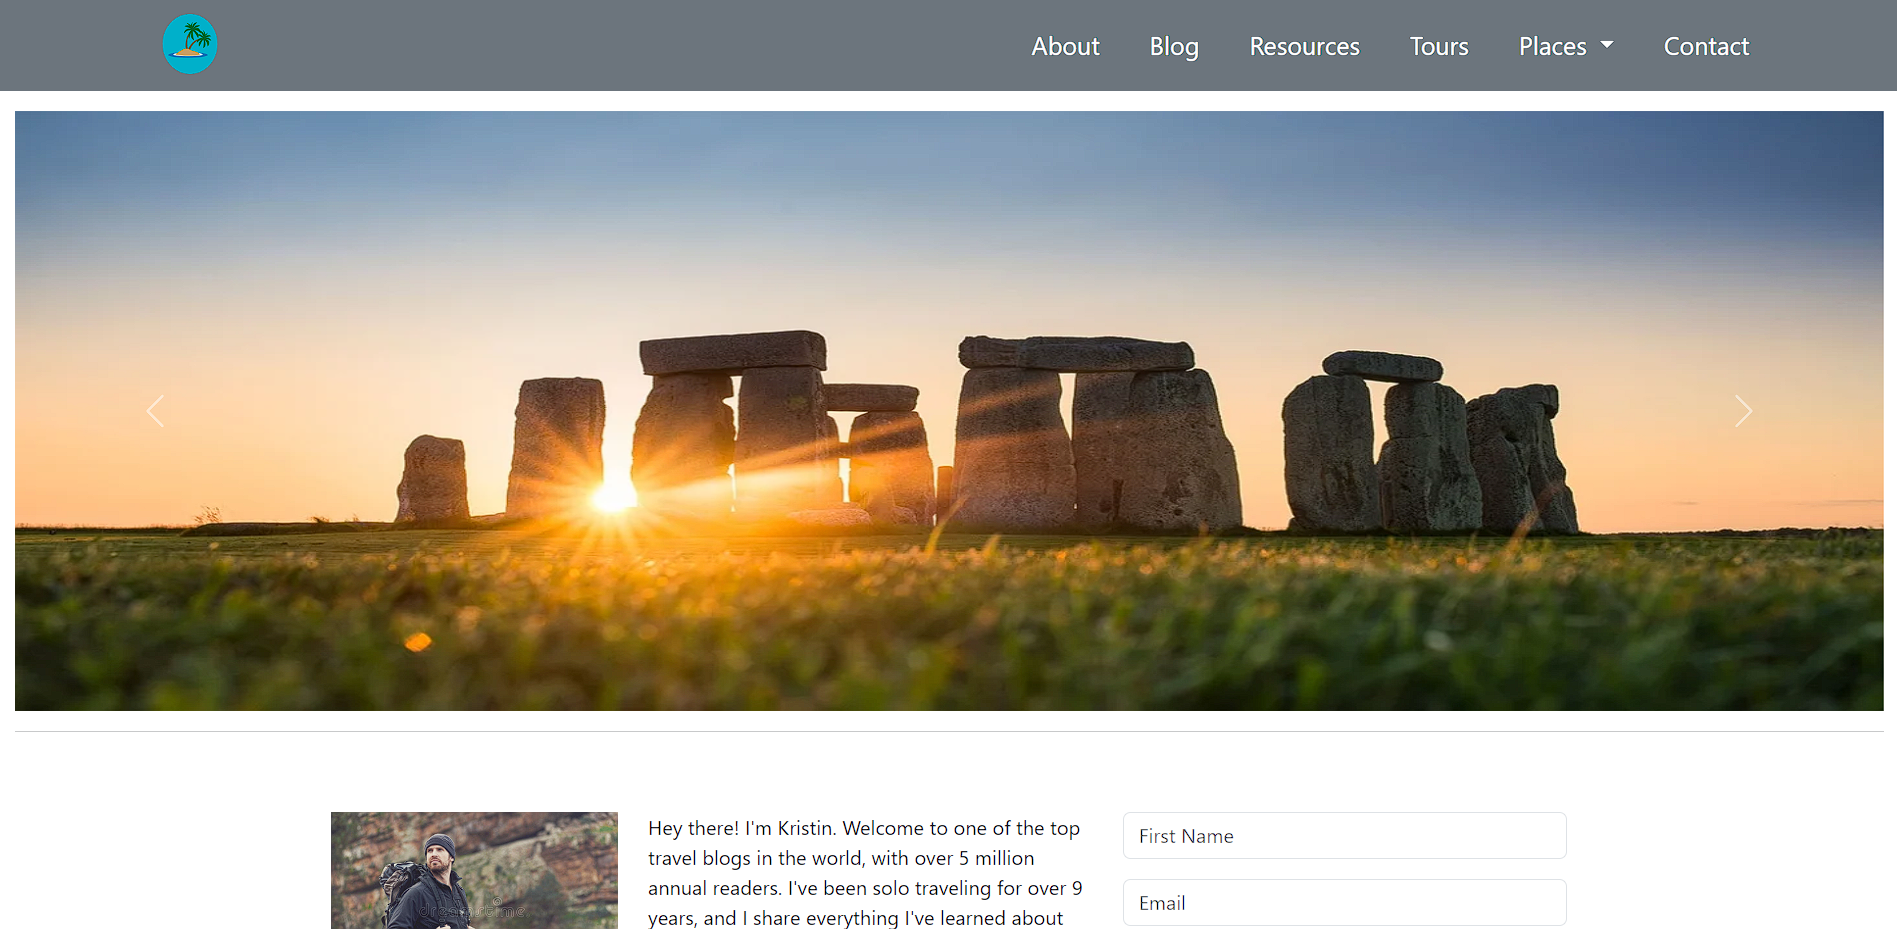 About Blog Resources Tours Places Contact
Hey there! I'm Kristin. Welcome to one of the top
travel blogs in the world, with over 5 million
annual readers. I've been solo traveling for over 9
years, and I share everything I've learned about
First Name
Email
dreamstime